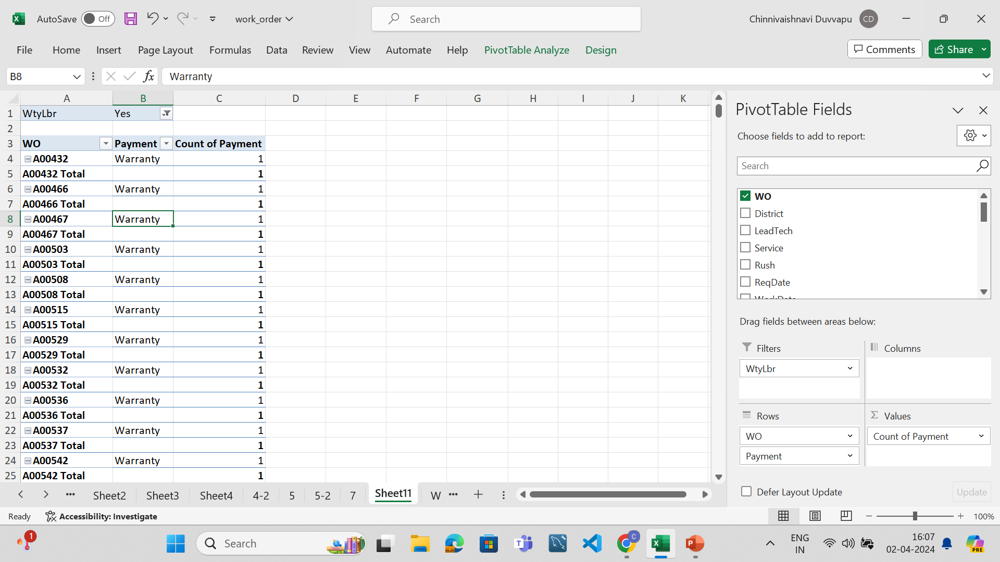 AutoSave Off work_order Search Chinnivaishnavi Duvvapu CD
File Home Insert Page Layout Formulas Data Review View Automate Help PivotTable Analyze Design Comments Share
B8 fx Warranty
A B C D E F G H I J K
1 WtyLbr Yes
2
3 WO Payment Count of Payment
4 A00432 Warranty 1
5 A00432 Total 1
6 A00466 Warranty 1
7 A00466 Total 1
8 A00467 Warranty 1
9 A00467 Total 1
10 A00503 Warranty 1
11 A00503 Total 1
12 A00508 Warranty 1
13 A00508 Total 1
14 A00515 Warranty 1
15 A00515 Total 1
16 A00529 Warranty 1
17 A00529 Total 1
18 A00532 Warranty 1
19 A00532 Total 1
20 A00536 Warranty 1
21 A00536 Total 1
22 A00537 Warranty 1
23 A00537 Total 1
24 A00542 Warranty 1
25 A00542 Total 1
PivotTable Fields
Choose fields to add to report:
Search
WO
District
LeadTech
Service
Rush
ReqDate
WorkDate
Drag fields between areas below:
Filters Columns
WtyLbr
Rows Σ Values
WO Count of Payment
Payment
Defer Layout Update Update
Sheet2 Sheet3 Sheet4 4-2 5 5-2 7 Sheet11 W
Ready Accessibility: Investigate 100%
1 Search ENG IN 16:07 02-04-2024 PRE